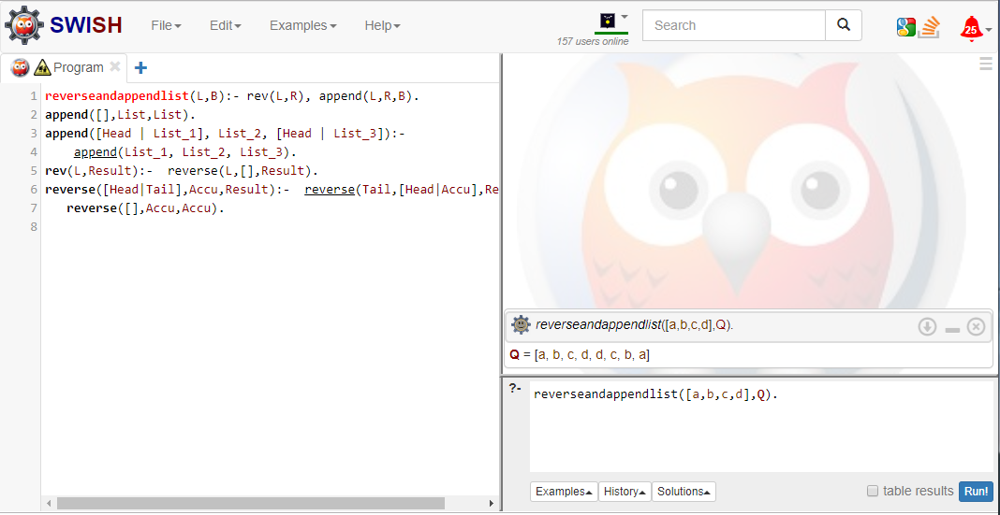 SWISH File Edit Examples Help 157 users online Search 25
Program
1 reverseandappendlist(L,B):- rev(L,R), append(L,R,B).
2 append([],List,List).
3 append([Head | List_1], List_2, [Head | List_3]):-
4 append(List_1, List_2, List_3).
5 rev(L,Result):- reverse(L,[],Result).
6 reverse([Head|Tail],Accu,Result):- reverse(Tail,[Head|Accu],Re
7 reverse([],Accu,Accu).
8
reverseandappendlist([a,b,c,d],Q).
Q = [a, b, c, d, d, c, b, a]
?- reverseandappendlist([a,b,c,d],Q).
Examples History Solutions table results Run!